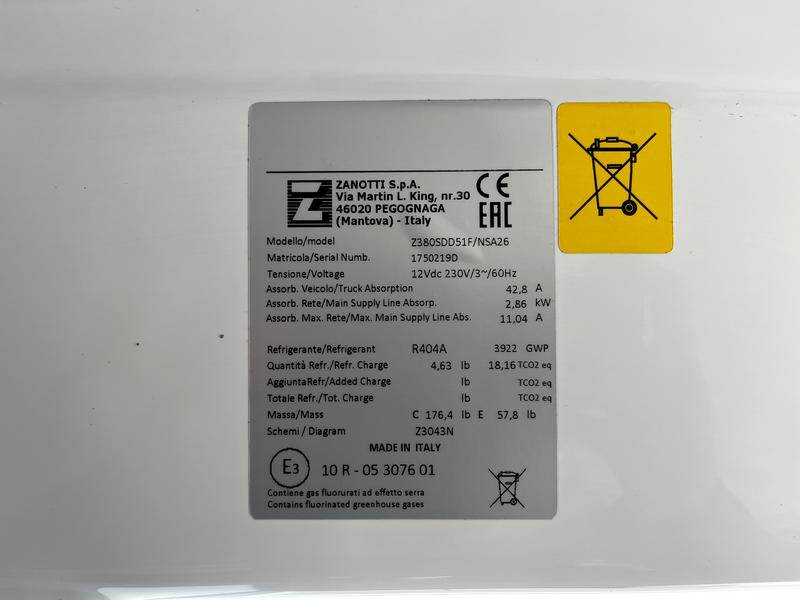 ZANOTTI S.p.A.
Via Martin L. King, nr.30
46020 PEGOGNAGA
(Mantova) - Italy
CE
EAC
Modello/model Z380SDD51F/NSA26
Matricola/Serial Numb. 1750219D
Tensione/Voltage 12Vdc 230V/3~/60Hz
Assorb. Veicolo/Truck Absorption 42,8 A
Assorb. Rete/Main Supply Line Absorp. 2,86 kW
Assorb. Max. Rete/Max. Main Supply Line Abs. 11,04 A
Refrigerante/Refrigerant R404A 3922 GWP
Quantità Refr./Refr. Charge 4,63 lb 18,16 TCO2 eq
AggiuntaRefr/Added Charge lb TCO2 eq
Totale Refr./Tot. Charge lb TCO2 eq
Massa/Mass C 176,4 lb E 57,8 lb
Schemi / Diagram Z3043N
MADE IN ITALY
E3 10 R - 05 3076 01
Contiene gas fluorurati ad effetto serra
Contains fluorinated greenhouse gases